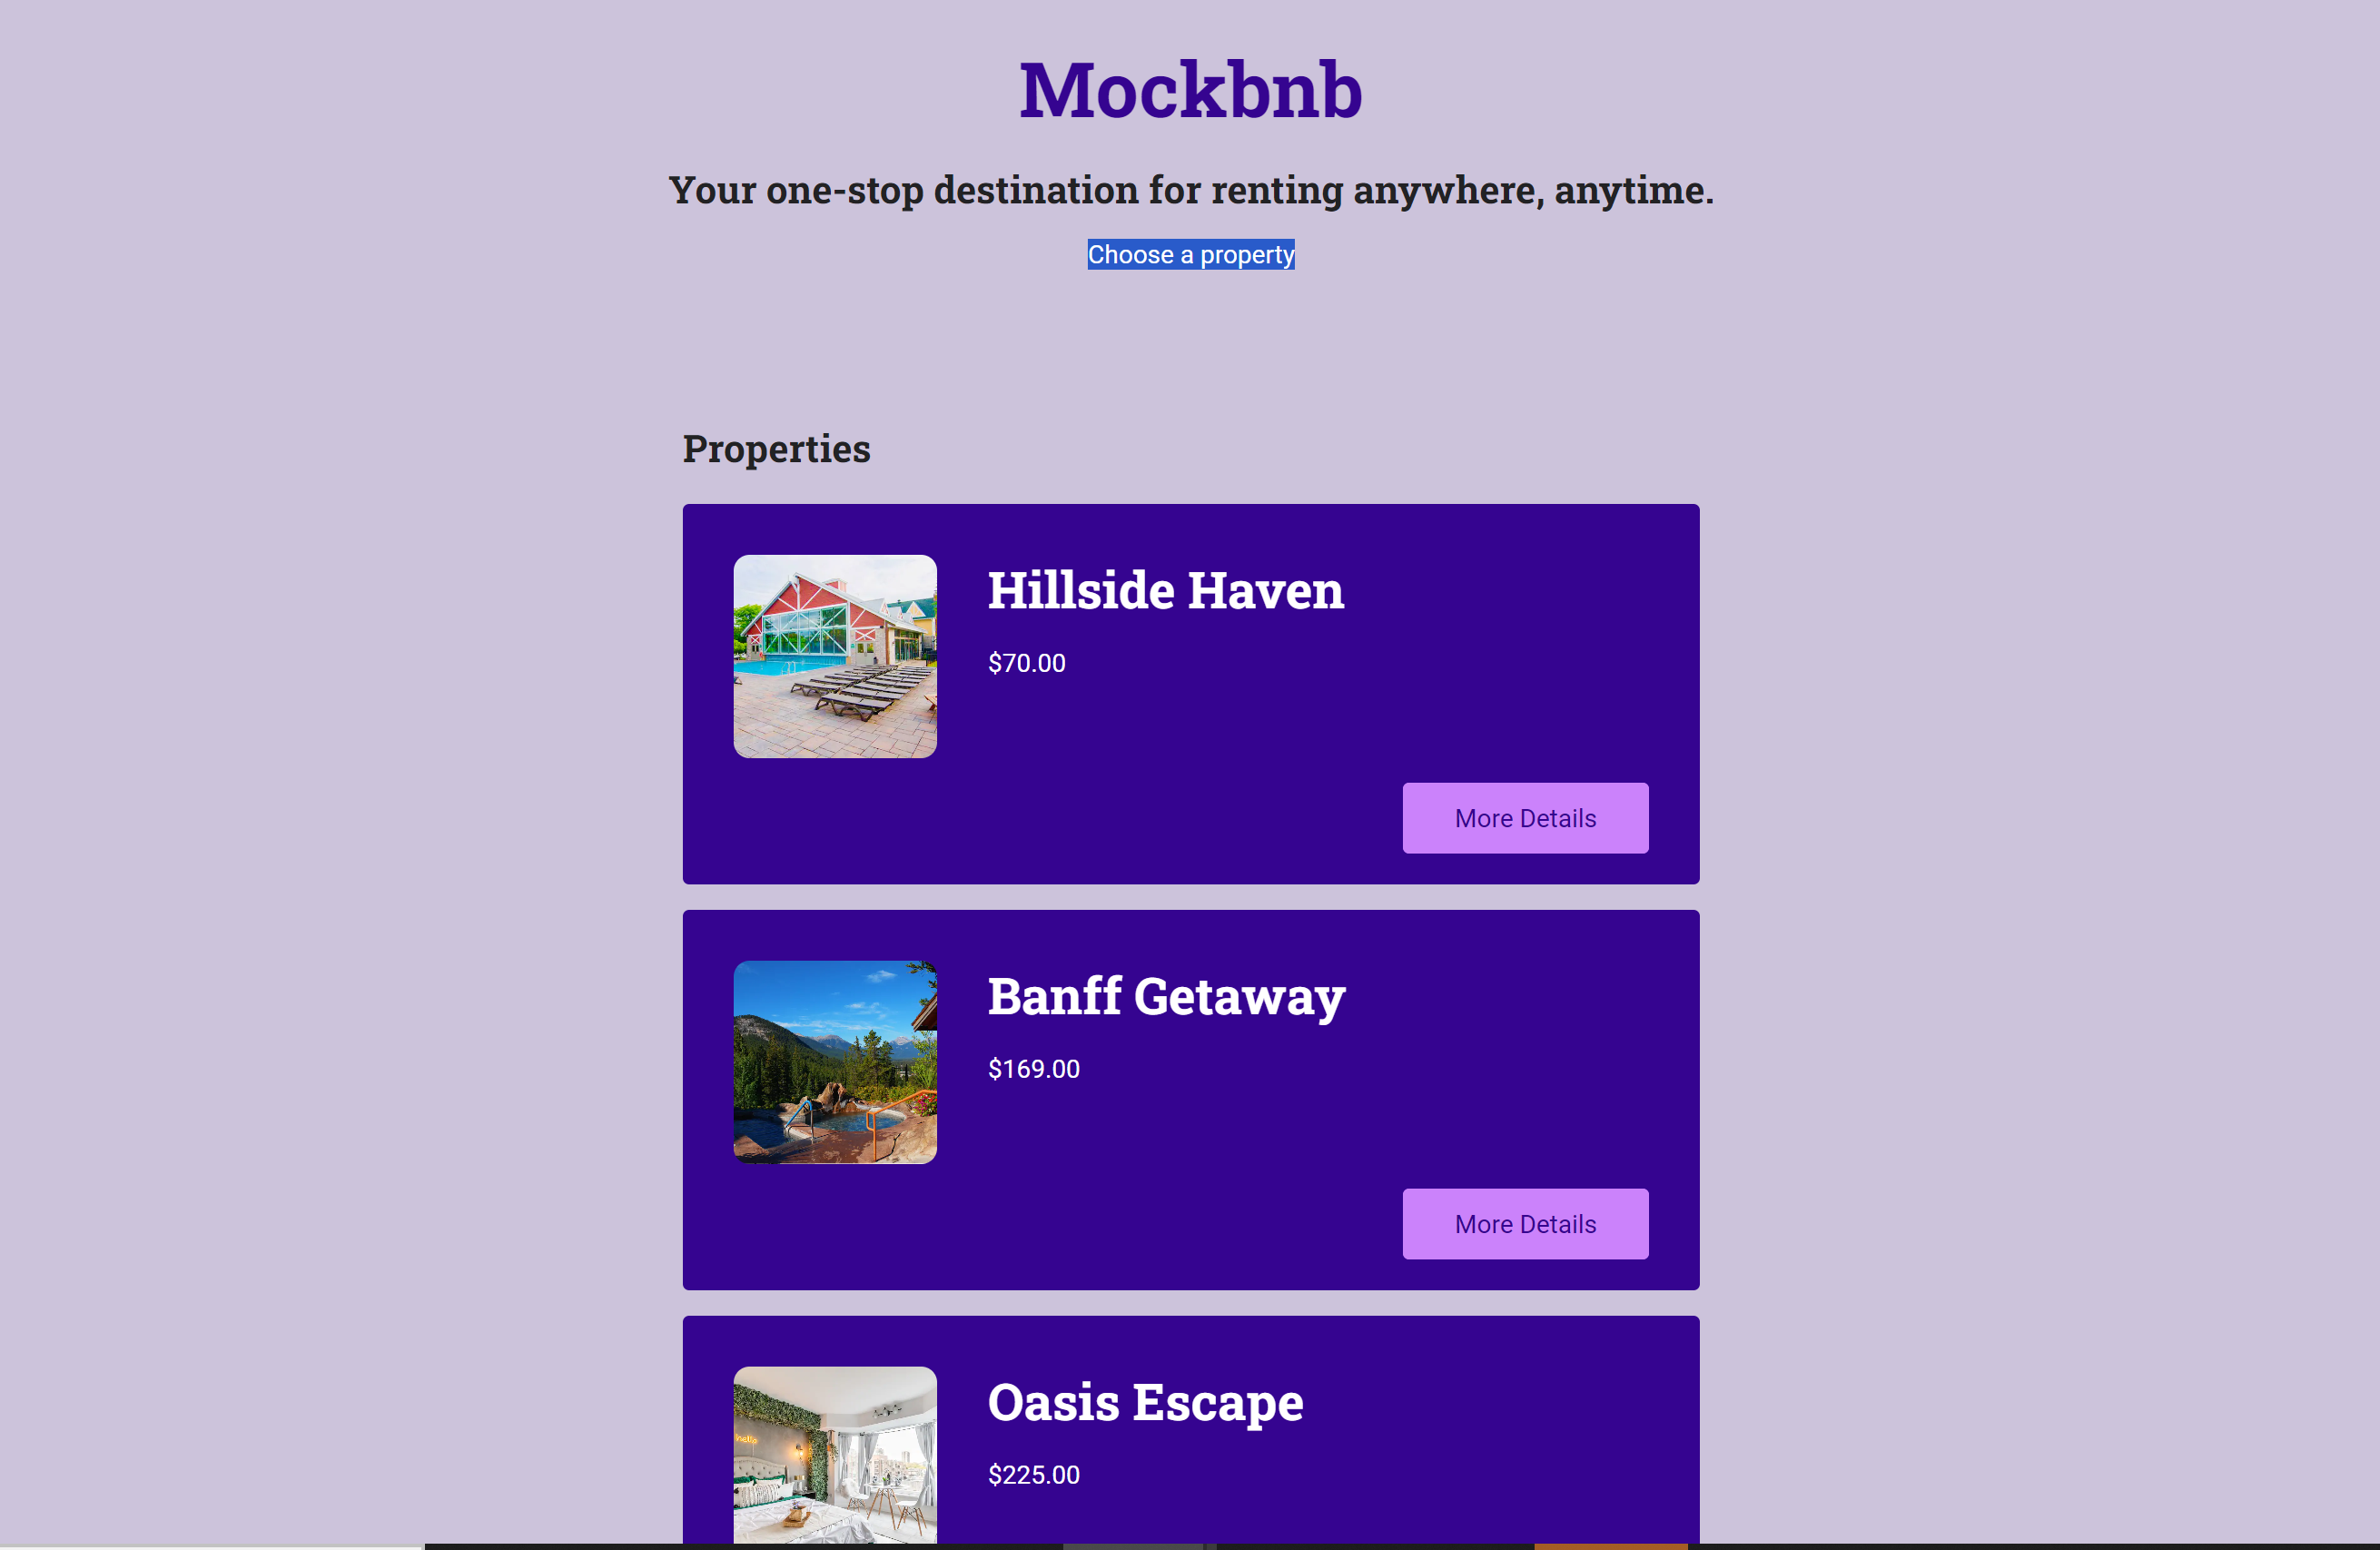 Mockbnb
Your one-stop destination for renting anywhere, anytime.
Choose a property
Properties
Hillside Haven
$70.00
More Details
Banff Getaway
$169.00
More Details
Oasis Escape
hello
$225.00